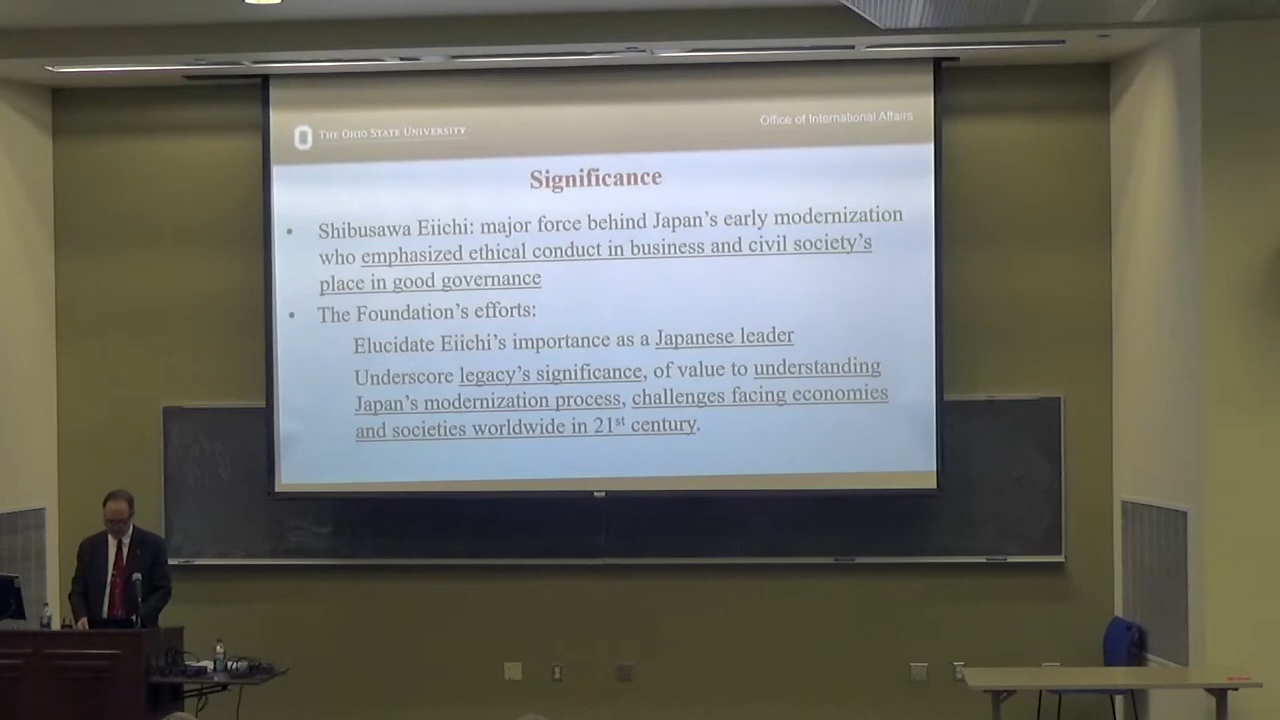 THE OHIO STATE UNIVERSITY
Office of International Affairs
Significance
• Shibusawa Eiichi: major force behind Japan's early modernization
who emphasized ethical conduct in business and civil society's
place in good governance
• The Foundation's efforts:
Elucidate Eiichi's importance as a Japanese leader
Underscore legacy's significance, of value to understanding
Japan's modernization process, challenges facing economies
and societies worldwide in 21st century.